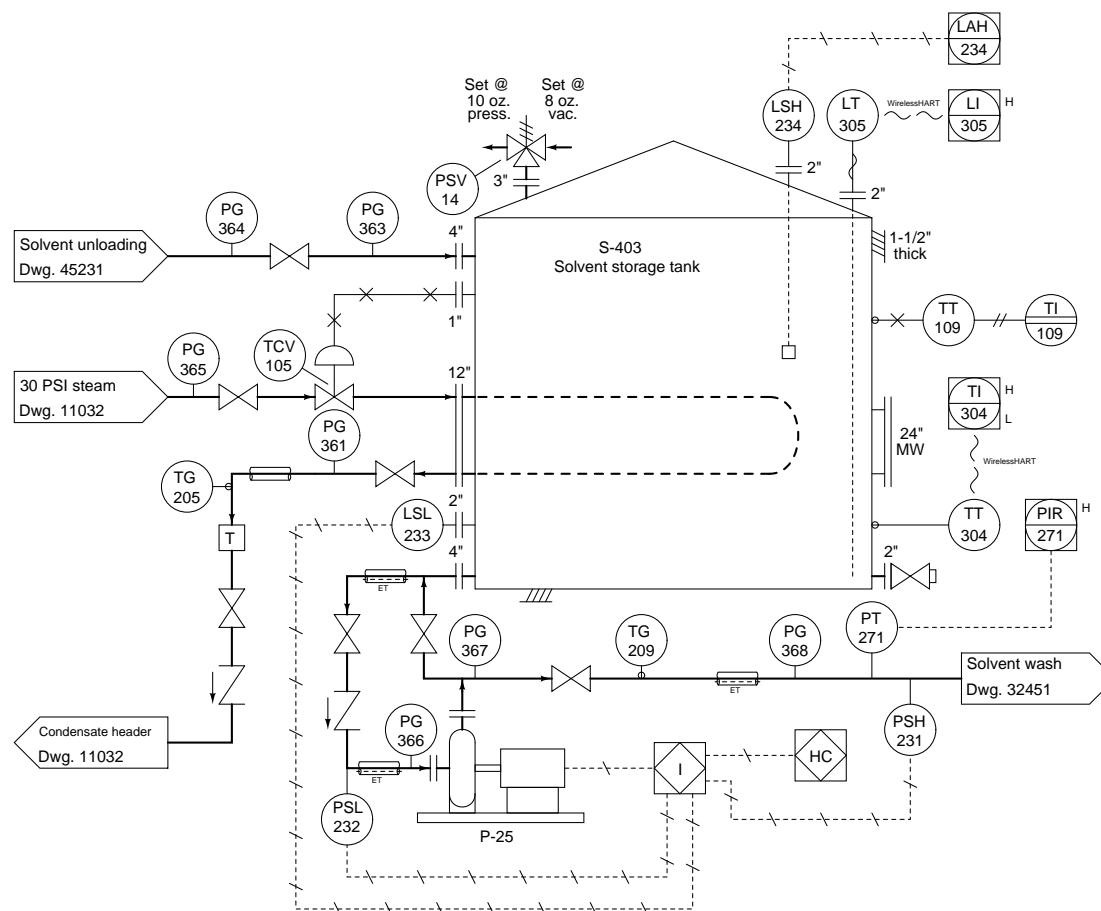 LAH
234
Set @
10 oz.
press.
Set @
8 oz.
vac.
LSH
234
LT
305
WirelessHART
LI
305
H
PSV
14
3"
2"
2"
PG
364
PG
363
Solvent unloading
Dwg. 45231
4"
S-403
Solvent storage tank
1-1/2"
thick
1"
TT
109
TI
109
PG
365
TCV
105
30 PSI steam
Dwg. 11032
12"
TI
304
H
L
PG
361
24"
MW
WirelessHART
TG
205
2"
LSL
233
TT
304
PIR
271
H
T
4"
2"
ET
PG
367
TG
209
PG
368
PT
271
ET
Solvent wash
Dwg. 32451
Condensate header
Dwg. 11032
PG
366
ET
PSH
231
I
HC
PSL
232
P-25